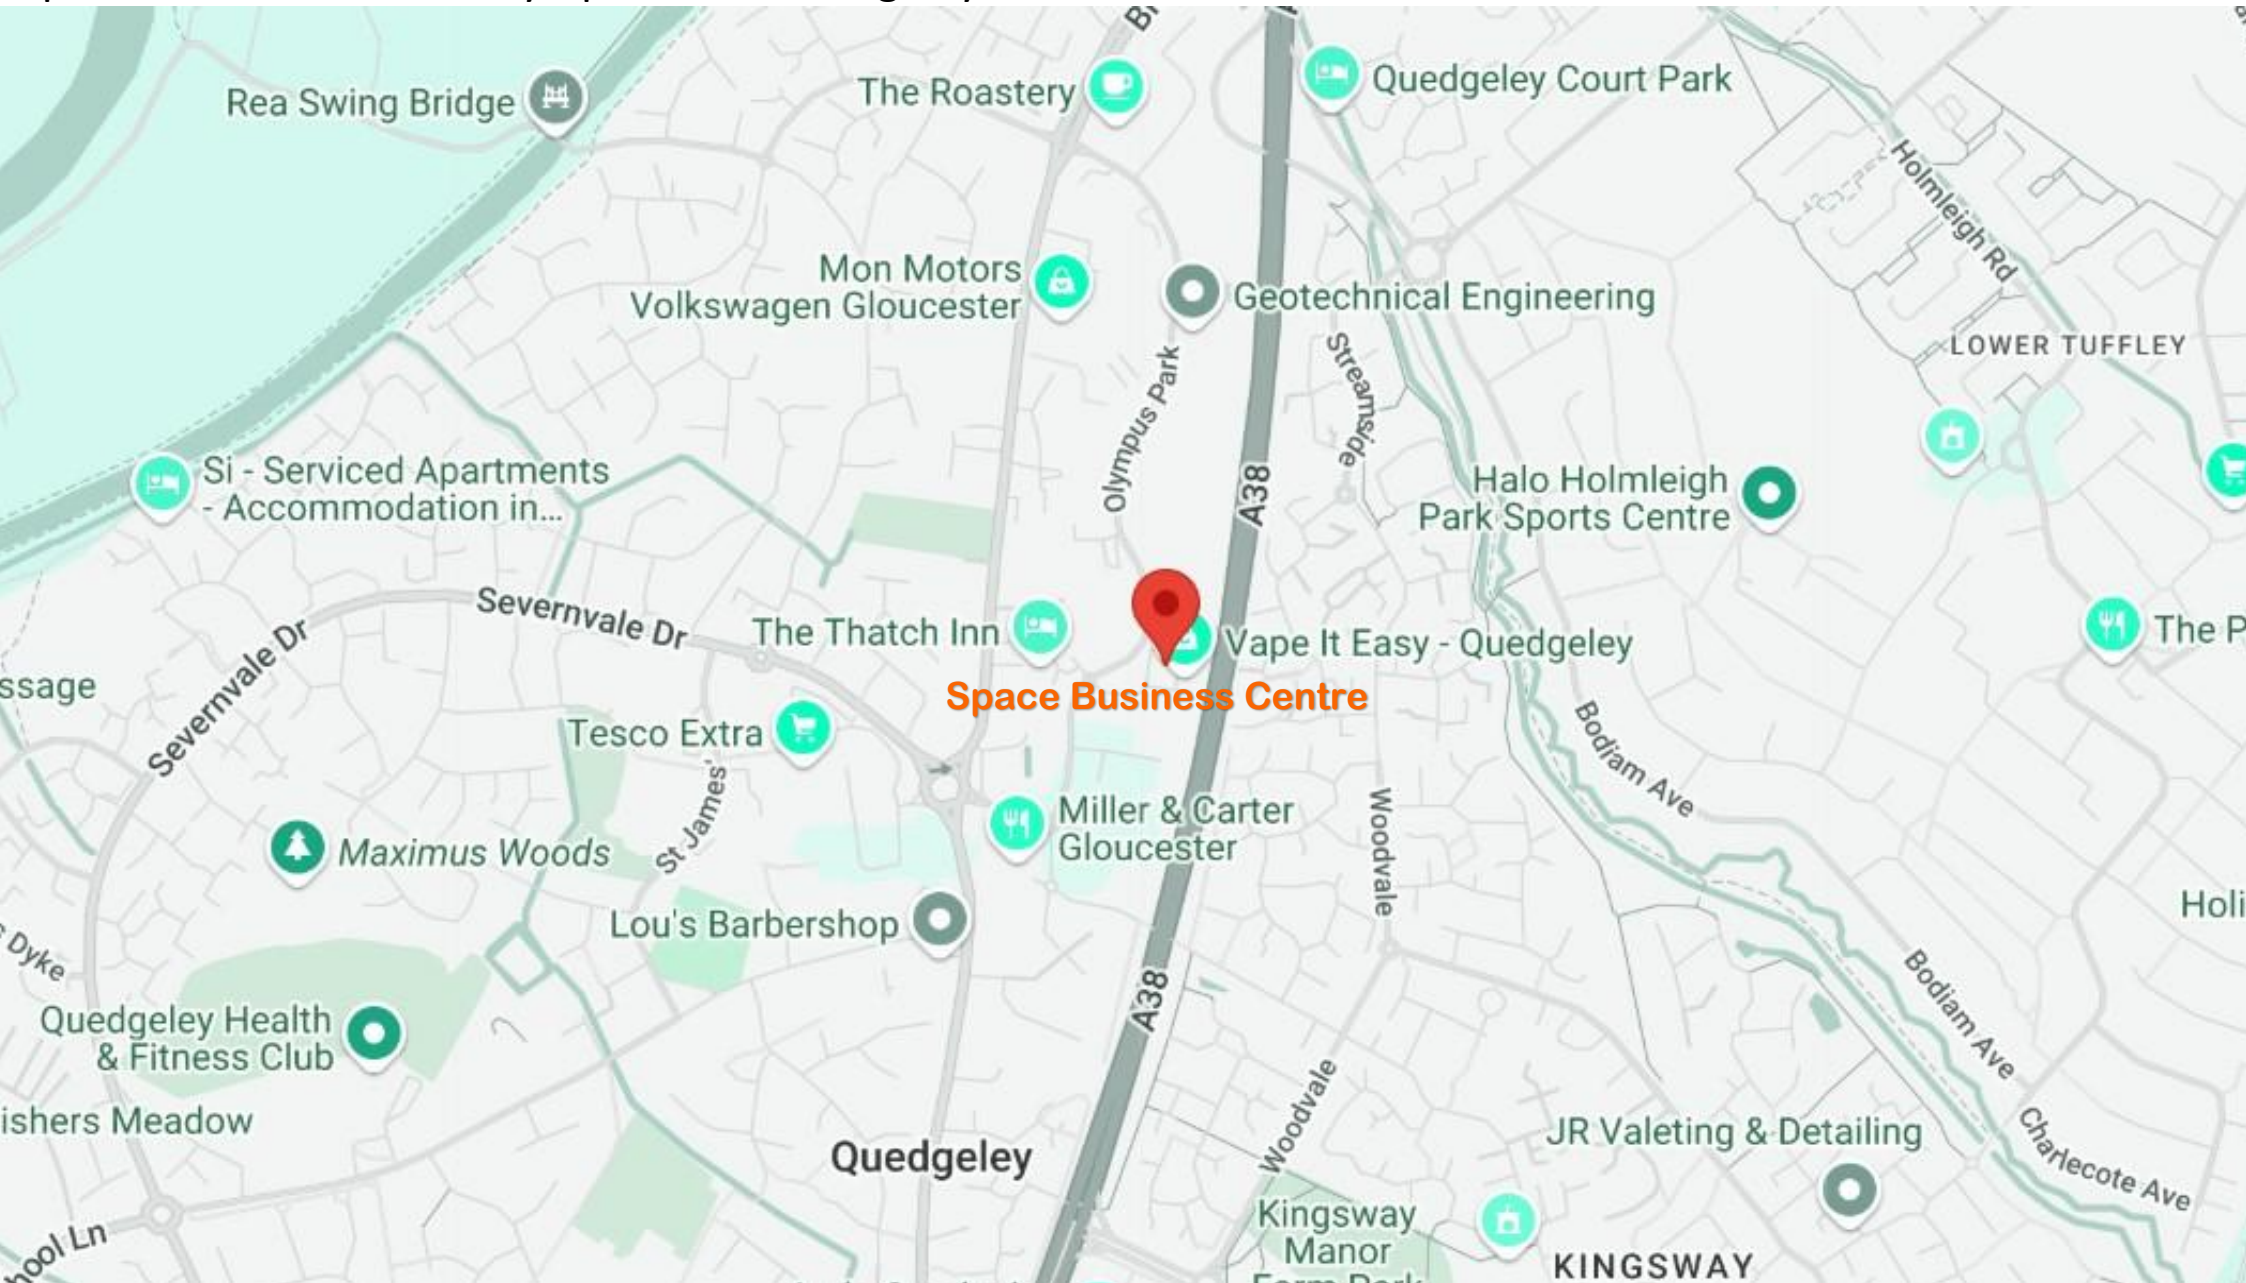 Rea Swing Bridge
The Roastery
Quedgeley Court Park
Holmleigh Rd
Mon Motors
Volkswagen Gloucester
Geotechnical Engineering
LOWER TUFFLEY
Streamside
Olympus Park
A38
Si - Serviced Apartments
- Accommodation in...
Halo Holmleigh
Park Sports Centre
Severnvale Dr
Severnvale Dr
The Thatch Inn
Vape It Easy - Quedgeley
The P
ssage
Space Business Centre
Tesco Extra
Bodiam Ave
St James'
Woodvale
Miller & Carter
Gloucester
Maximus Woods
Lou's Barbershop
Holi
Dyke
A38
Bodiam Ave
Quedgeley Health
& Fitness Club
ishers Meadow
Woodvale
JR Valeting & Detailing
Charlecote Ave
Quedgeley
Kingsway
Manor
Farm Park
hool Ln
KINGSWAY